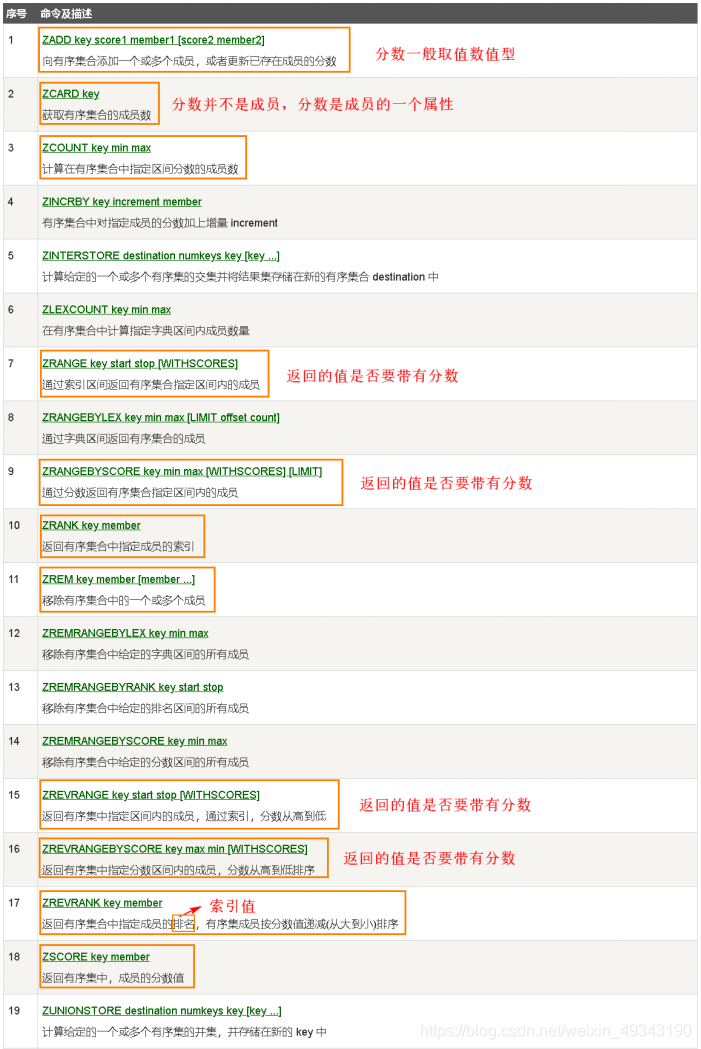 序号 命令及描述
1 ZADD key score1 member1 [score2 member2]
向有序集合添加一个或多个成员，或者更新已存在成员的分数
分数一般取值数值型
2 ZCARD key
获取有序集合的成员数
分数并不是成员，分数是成员的一个属性
3 ZCOUNT key min max
计算在有序集合中指定区间分数的成员数
4 ZINCRBY key increment member
有序集合中对指定成员的分数加上增量 increment
5 ZINTERSTORE destination numkeys key [key ...]
计算给定的一个或多个有序集的交集并将结果集存储在新的有序集合 destination 中
6 ZLEXCOUNT key min max
在有序集合中计算指定字典区间内成员数量
7 ZRANGE key start stop [WITHSCORES]
通过索引区间返回有序集合指定区间内的成员
返回的值是否要带有分数
8 ZRANGEBYLEX key min max [LIMIT offset count]
通过字典区间返回有序集合的成员
9 ZRANGEBYSCORE key min max [WITHSCORES] [LIMIT]
通过分数返回有序集合指定区间内的成员
返回的值是否要带有分数
10 ZRANK key member
返回有序集合中指定成员的索引
11 ZREM key member [member ...]
移除有序集合中的一个或多个成员
12 ZREMRANGEBYLEX key min max
移除有序集合中给定的字典区间的所有成员
13 ZREMRANGEBYRANK key start stop
移除有序集合中给定的排名区间的所有成员
14 ZREMRANGEBYSCORE key min max
移除有序集合中给定的分数区间的所有成员
15 ZREVRANGE key start stop [WITHSCORES]
返回有序集中指定区间内的成员，通过索引，分数从高到低
返回的值是否要带有分数
16 ZREVRANGEBYSCORE key max min [WITHSCORES]
返回有序集中指定分数区间内的成员，分数从高到低排序
返回的值是否要带有分数
17 ZREVRANK key member
索引值
返回有序集合中指定成员的排名，有序集成员按分数值递减(从大到小)排序
18 ZSCORE key member
返回有序集中，成员的分数值
19 ZUNIONSTORE destination numkeys key [key ...]
计算给定的一个或多个有序集的并集，并存储在新的 key 中
https://blog.csdn.net/weixin_49343190